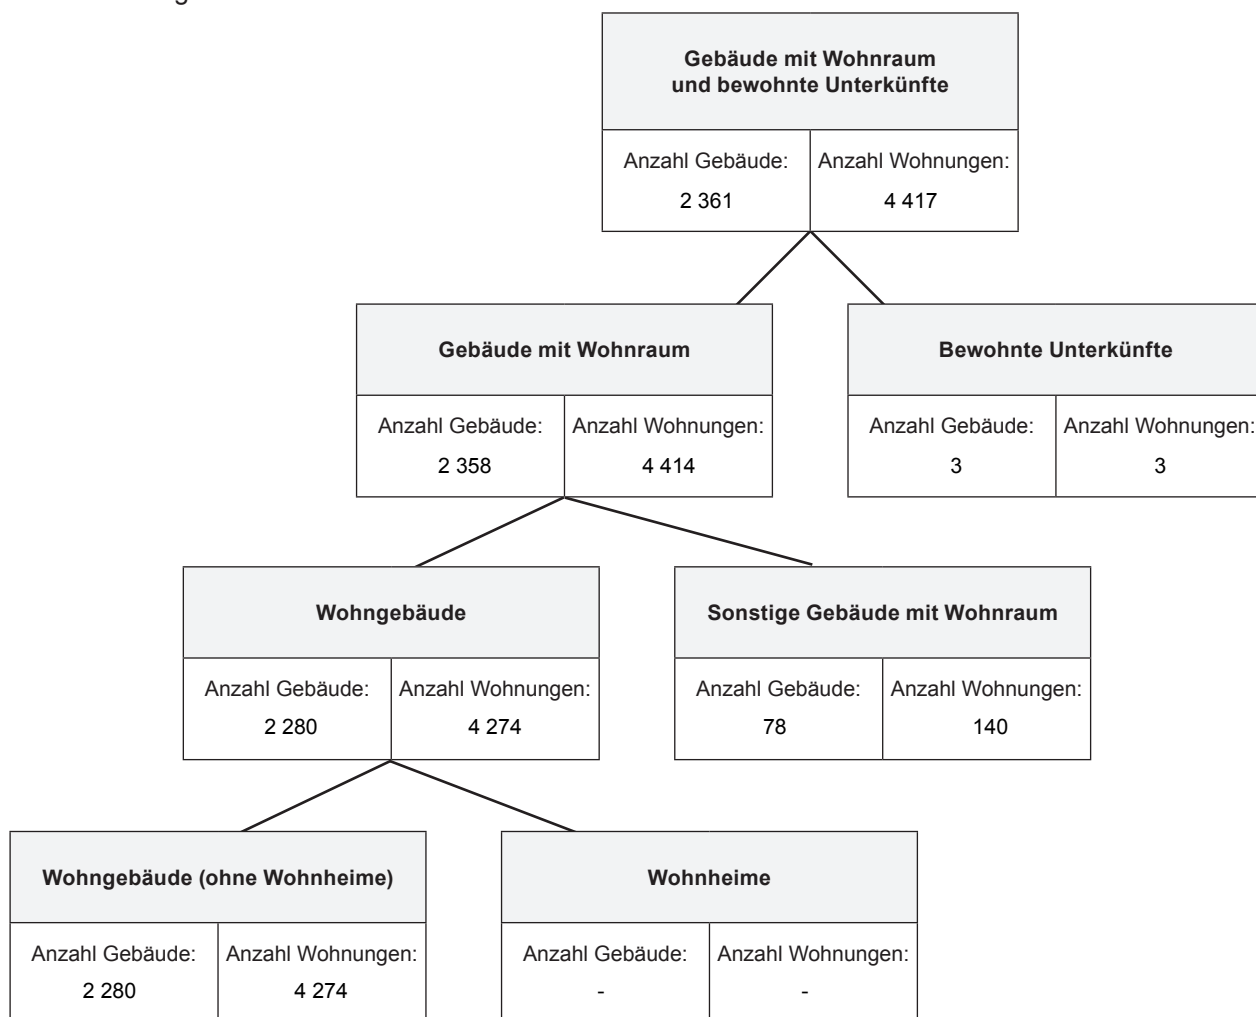 Gebäude mit Wohnraum
und bewohnte Unterkünfte
Anzahl Gebäude:
2 361
Anzahl Wohnungen:
4 417
Gebäude mit Wohnraum
Anzahl Gebäude:
2 358
Anzahl Wohnungen:
4 414
Bewohnte Unterkünfte
Anzahl Gebäude:
3
Anzahl Wohnungen:
3
Wohngebäude
Anzahl Gebäude:
2 280
Anzahl Wohnungen:
4 274
Sonstige Gebäude mit Wohnraum
Anzahl Gebäude:
78
Anzahl Wohnungen:
140
Wohngebäude (ohne Wohnheime)
Anzahl Gebäude:
2 280
Anzahl Wohnungen:
4 274
Wohnheime
Anzahl Gebäude:
-
Anzahl Wohnungen:
-